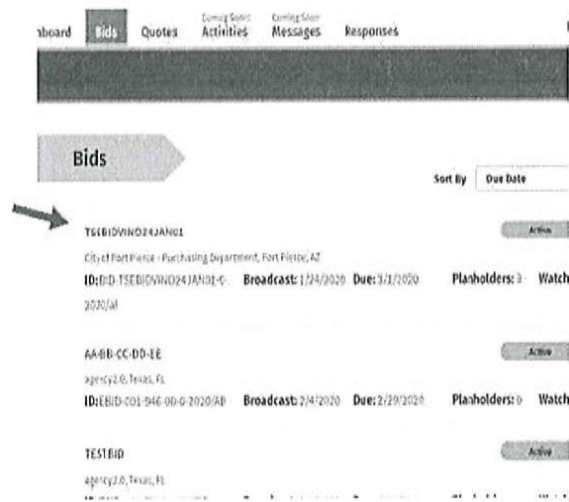 nboard Bids Quotes Coming Soon! Activities Coming Soon! Messages Responses
Bids
Sort By Due Date
TSEBIDVINO24JAN01 Active
City of Fort Pierce - Purchasing Department, Fort Pierce, AZ
ID: BID-TSEBIDVINO24JAN01-0- Broadcast: 1/24/2020 Due: 3/1/2020 Planholders: 3 Watch
2020/
AA-BB-CC-DD-EE Active
agency2.0, Texas, FL
ID: EBID-001-946-00-0-2020/AB Broadcast: 2/4/2020 Due: 2/29/2020 Planholders: 0 Watch
TESTBID Active
agency2.0, Texas, FL